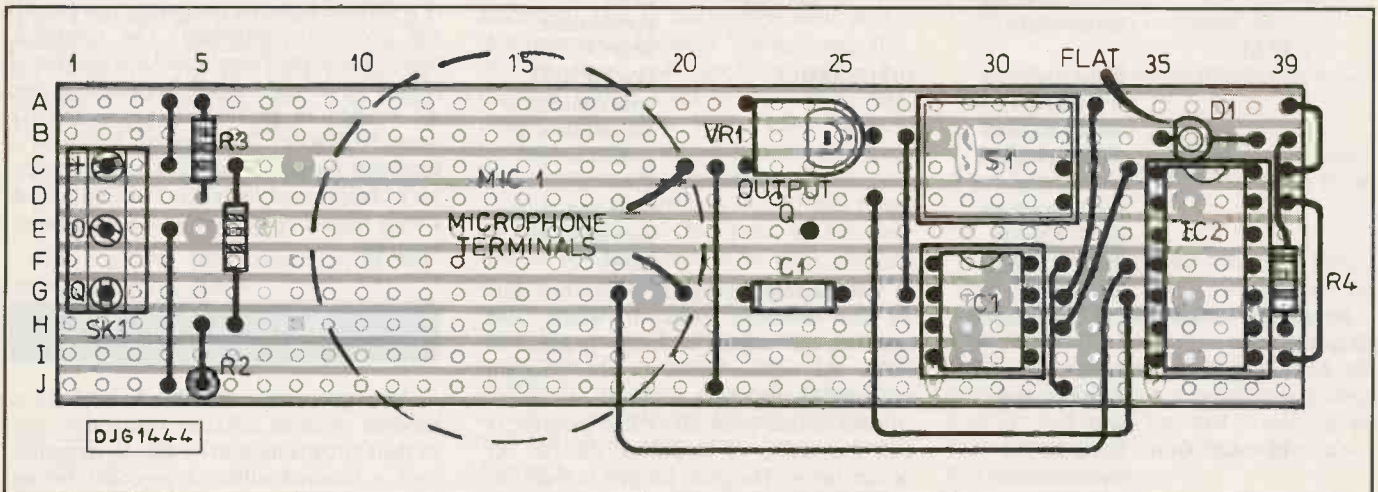 1 5 10 15 20 25 30 FLAT 35 39
A
D1
B
R3
VR1
S1
C
+
MIC 1
D
OUTPUT
Q
E
0
MICROPHONE
TERMINALS
IC2
F
C1
G
Q
IC1
R4
H
SK1
I
R2
J
DJG1444